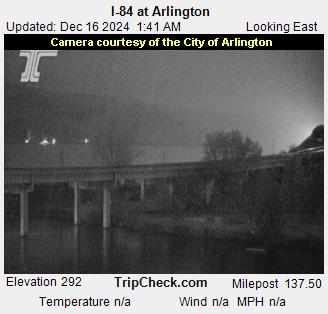 I-84 at Arlington
Updated: Dec 16 2024 1:41 AM Looking East
Camera courtesy of the City of Arlington
Elevation 292 TripCheck.com Milepost 137.50
Temperature n/a Wind n/a MPH n/a